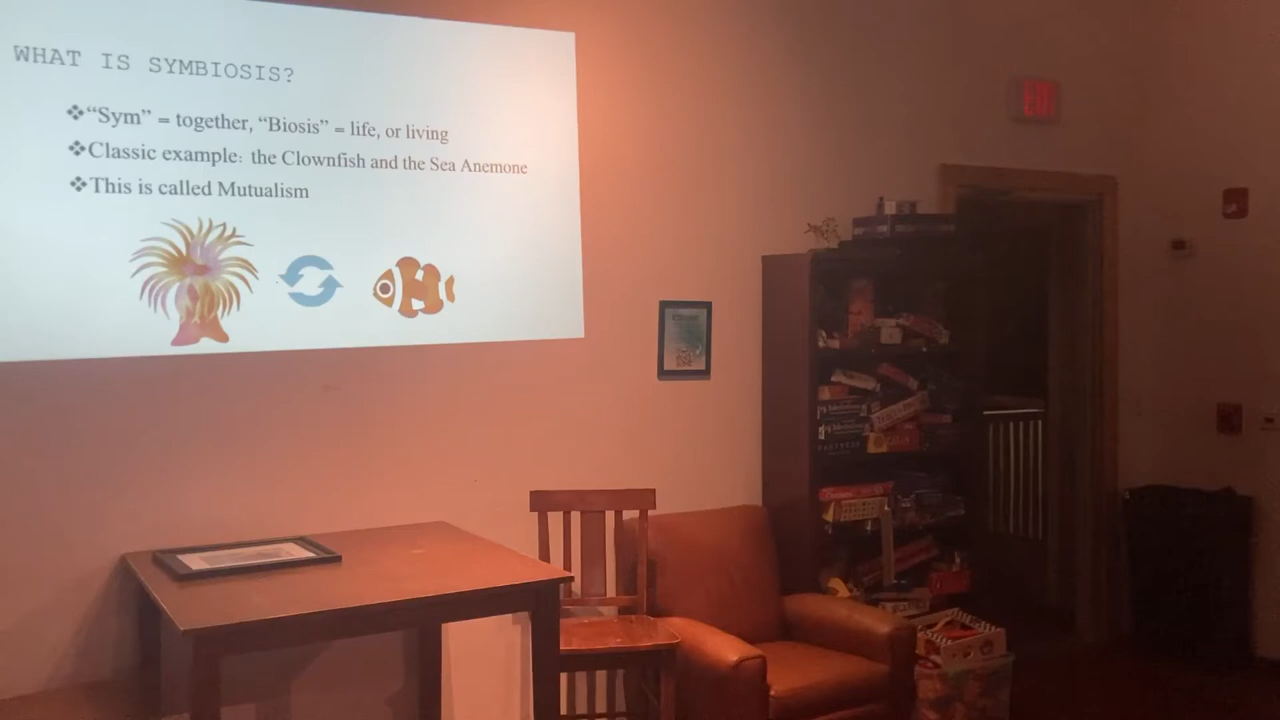 WHAT IS SYMBIOSIS?
❖“Sym” = together, “Biosis” = life, or living
❖Classic example: the Clownfish and the Sea Anemone
❖This is called Mutualism
EXIT